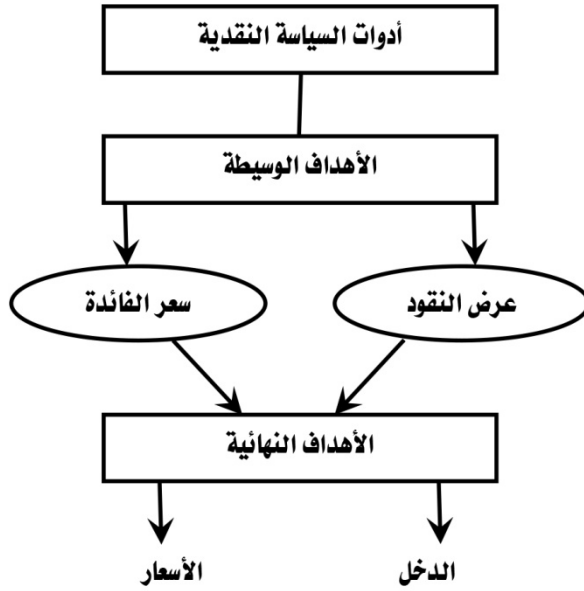 أدوات السياسة النقدية
الأهداف الوسيطة
عرض النقود
سعر الفائدة
الأهداف النهائية
الدخل
الأسعار